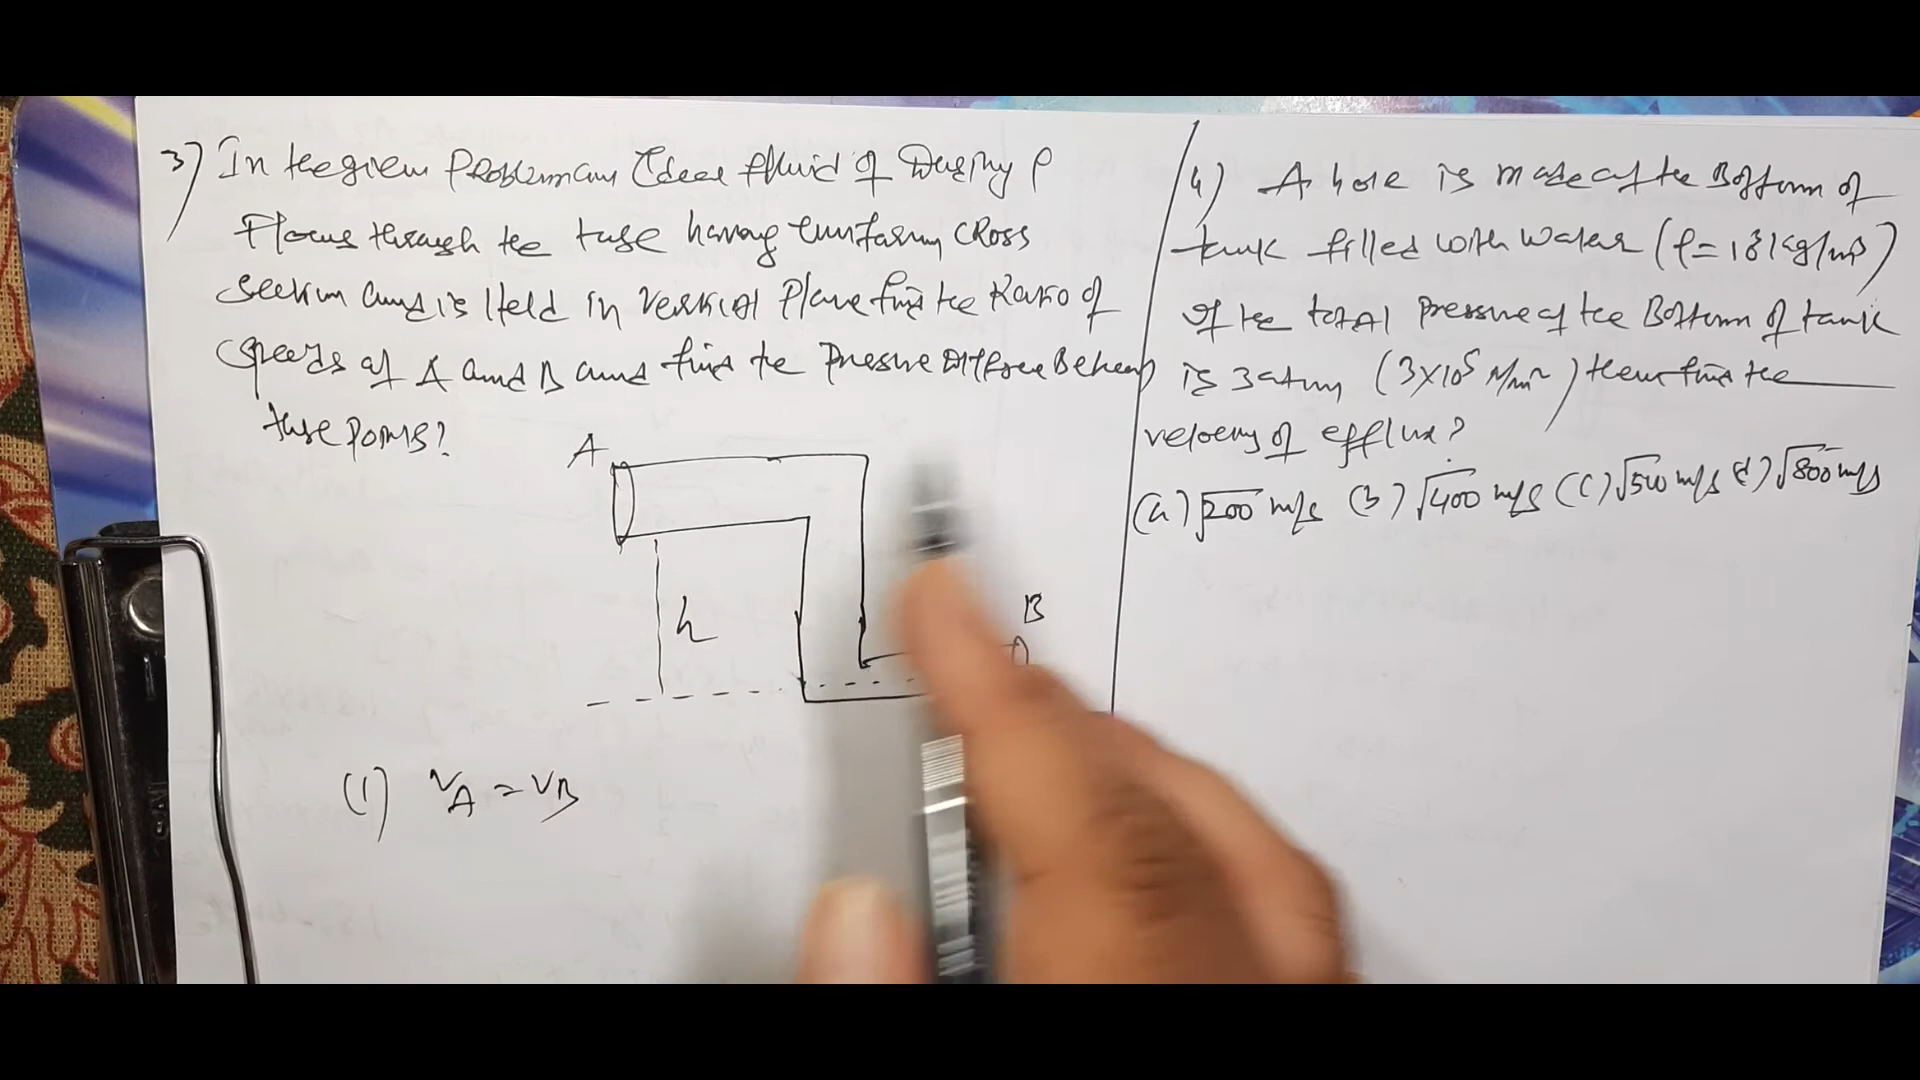 3) In the given Problem an Ideal fluid of Density ρ
Flows through the tube having Uniform CRoss
Section and is Held in Vertical Plane find the Ratio of
Speeds at A and B and find the Pressure Difference Between
these Points?
A
h
B
(1) vA = vB
4) A hole is made at the Bottom of
tank filled with water (ρ=10³kg/m³)
If the total pressure at the Bottom of tank
is 3atm (3×10⁵ N/m²) then find the
velocity of efflux?
(a) √200 m/s (b) √400 m/s (c) √500 m/s d) √800 m/s